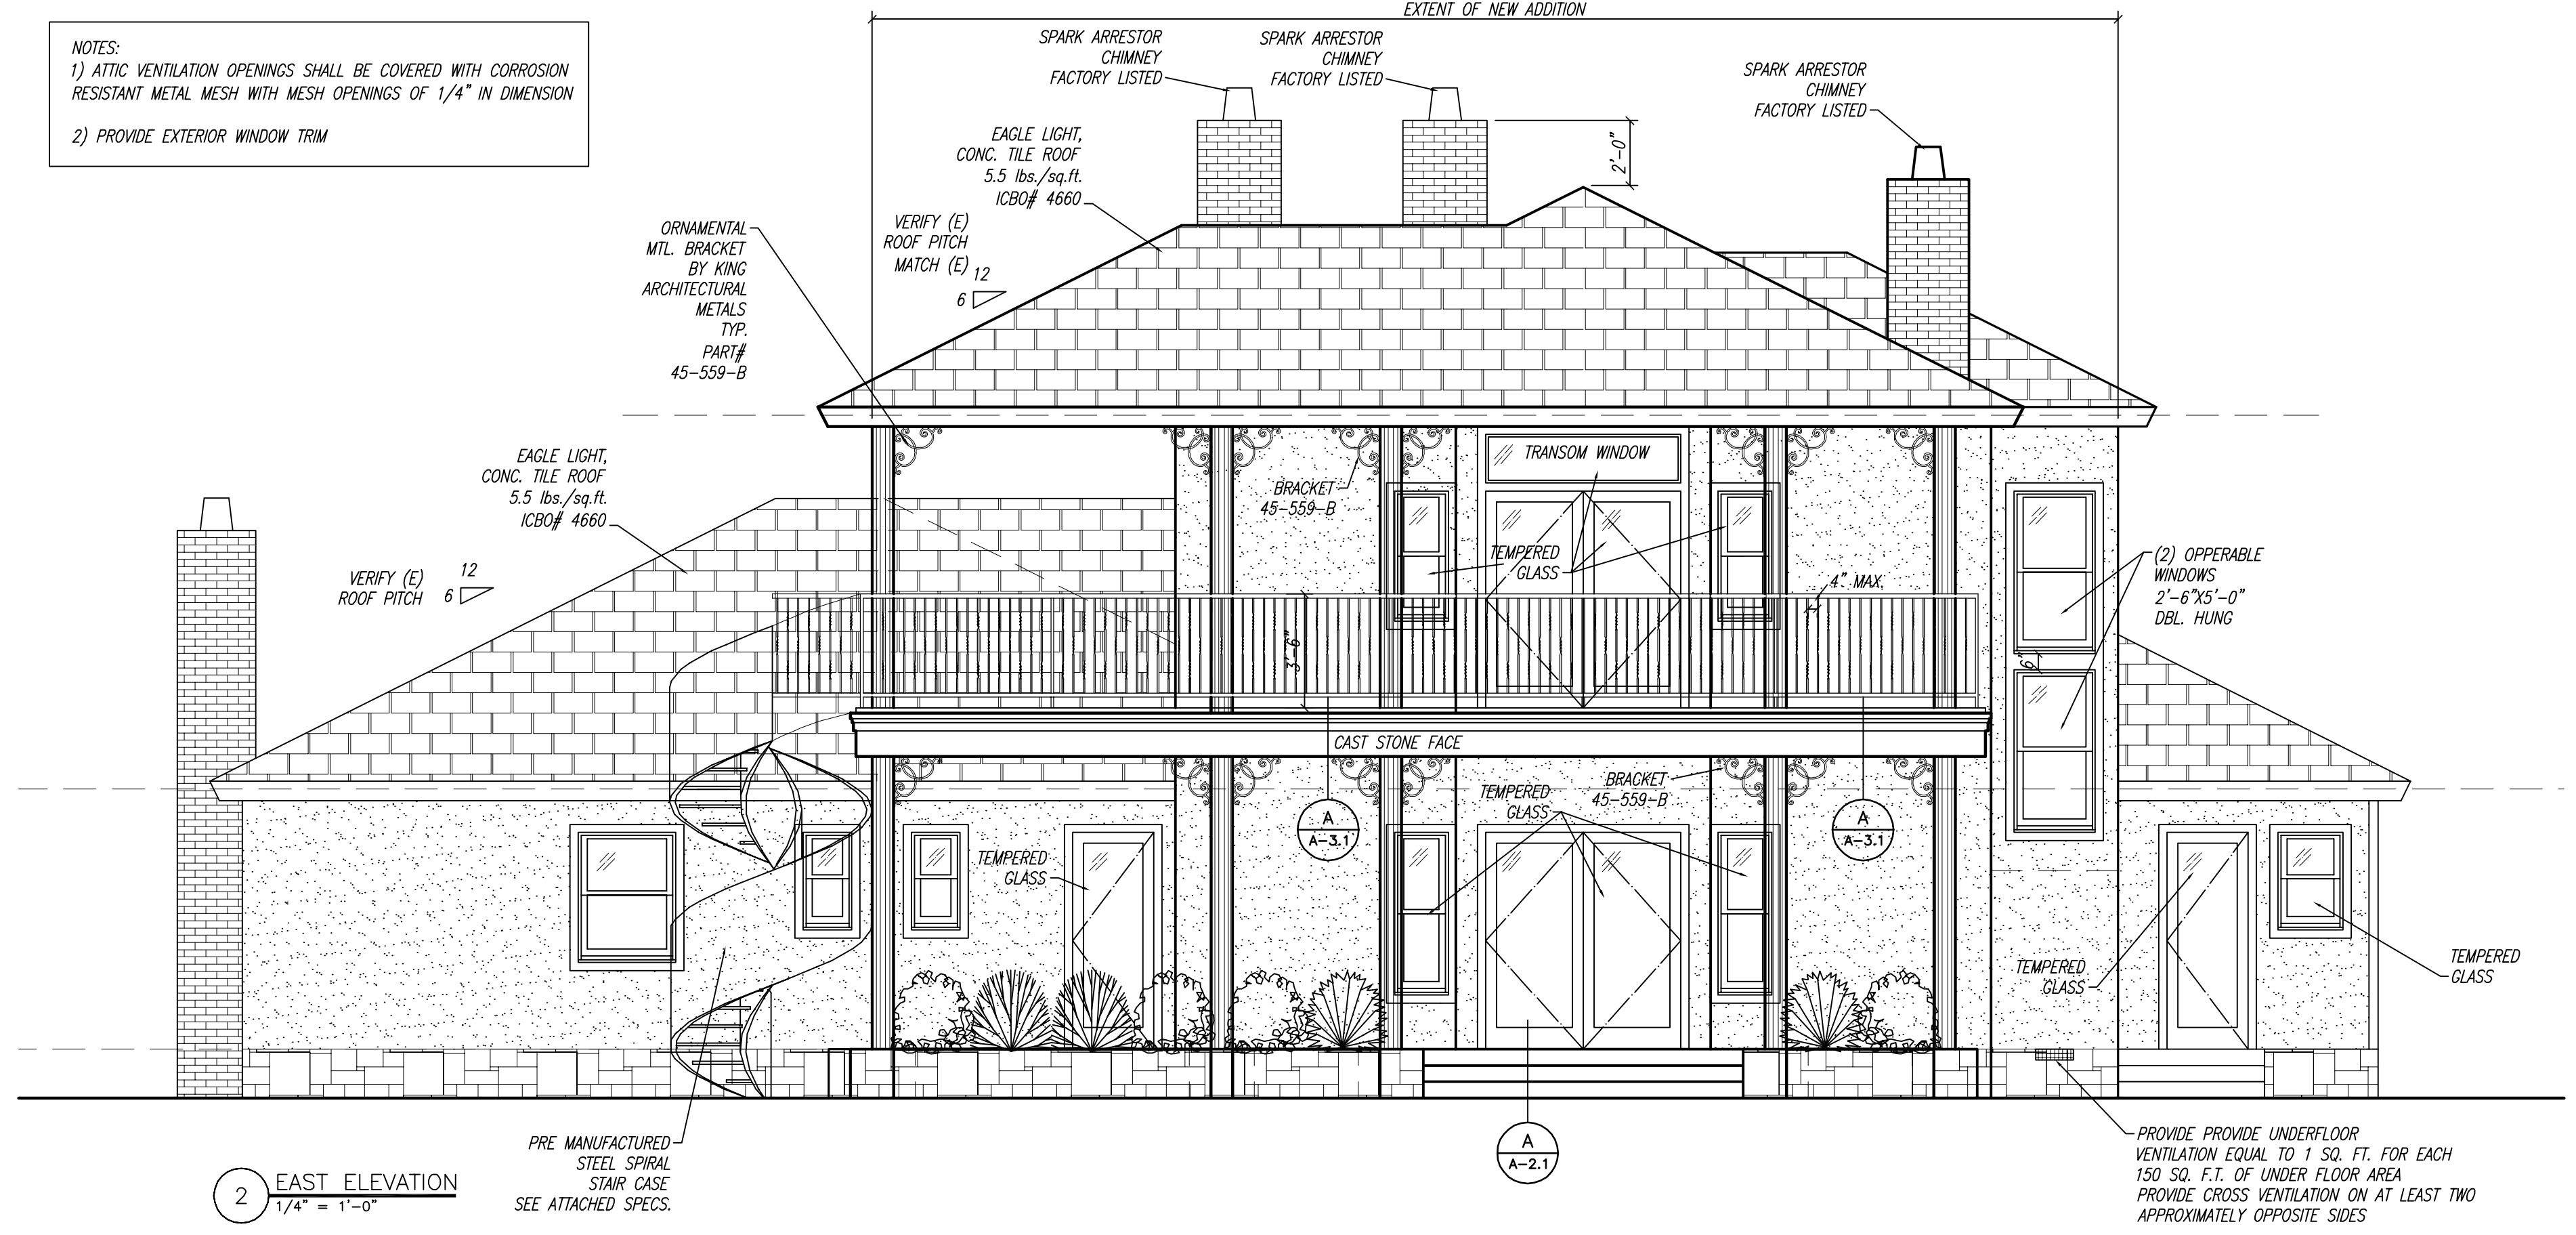 EXTENT OF NEW ADDITION
NOTES:
1) ATTIC VENTILATION OPENINGS SHALL BE COVERED WITH CORROSION
RESISTANT METAL MESH WITH MESH OPENINGS OF 1/4" IN DIMENSION
2) PROVIDE EXTERIOR WINDOW TRIM
SPARK ARRESTOR
CHIMNEY
FACTORY LISTED
SPARK ARRESTOR
CHIMNEY
FACTORY LISTED
SPARK ARRESTOR
CHIMNEY
FACTORY LISTED
2'-0"
EAGLE LIGHT,
CONC. TILE ROOF
5.5 lbs./sq.ft.
ICBO# 4660
VERIFY (E)
ROOF PITCH
MATCH (E)
12
6
ORNAMENTAL
MTL. BRACKET
BY KING
ARCHITECTURAL
METALS
TYP.
PART#
45-559-B
EAGLE LIGHT,
CONC. TILE ROOF
5.5 lbs./sq.ft.
ICBO# 4660
VERIFY (E)
ROOF PITCH
12
6
TRANSOM WINDOW
BRACKET
45-559-B
TEMPERED
GLASS
4" MAX.
3'-6"
(2) OPPERABLE
WINDOWS
2'-6"X5'-0"
DBL. HUNG
6"
CAST STONE FACE
BRACKET
45-559-B
TEMPERED
GLASS
A
A-3.1
A
A-3.1
TEMPERED
GLASS
TEMPERED
GLASS
TEMPERED
GLASS
A
A-2.1
PRE MANUFACTURED
STEEL SPIRAL
STAIR CASE
SEE ATTACHED SPECS.
PROVIDE PROVIDE UNDERFLOOR
VENTILATION EQUAL TO 1 SQ. FT. FOR EACH
150 SQ. F.T. OF UNDER FLOOR AREA
PROVIDE CROSS VENTILATION ON AT LEAST TWO
APPROXIMATELY OPPOSITE SIDES
2
EAST ELEVATION
1/4" = 1'-0"